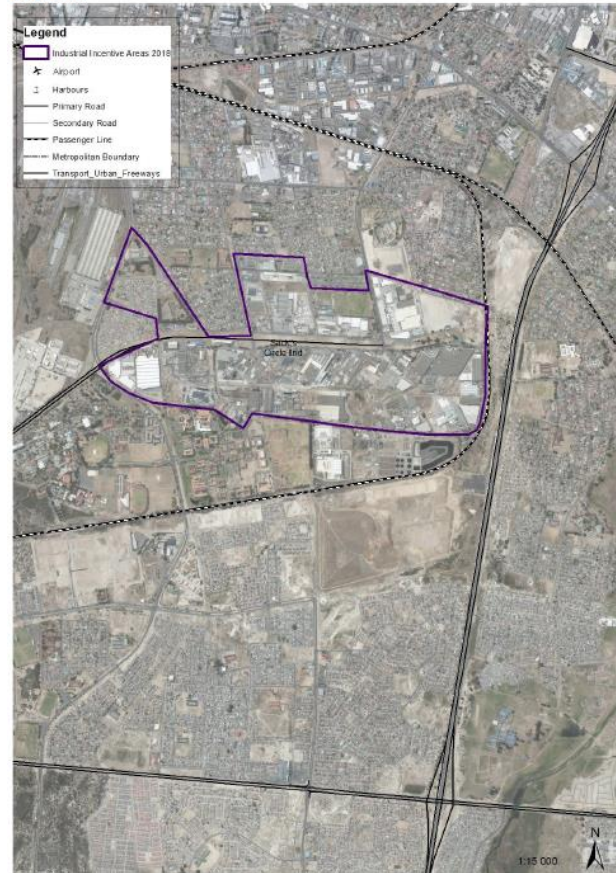 Legend
Industrial Incentive Areas 2018
Airport
Harbours
Primary Road
Secondary Road
Passenger Line
Metropolitan Boundary
Transport_Urban_Freeways
Circle Ind
N
1:15 000